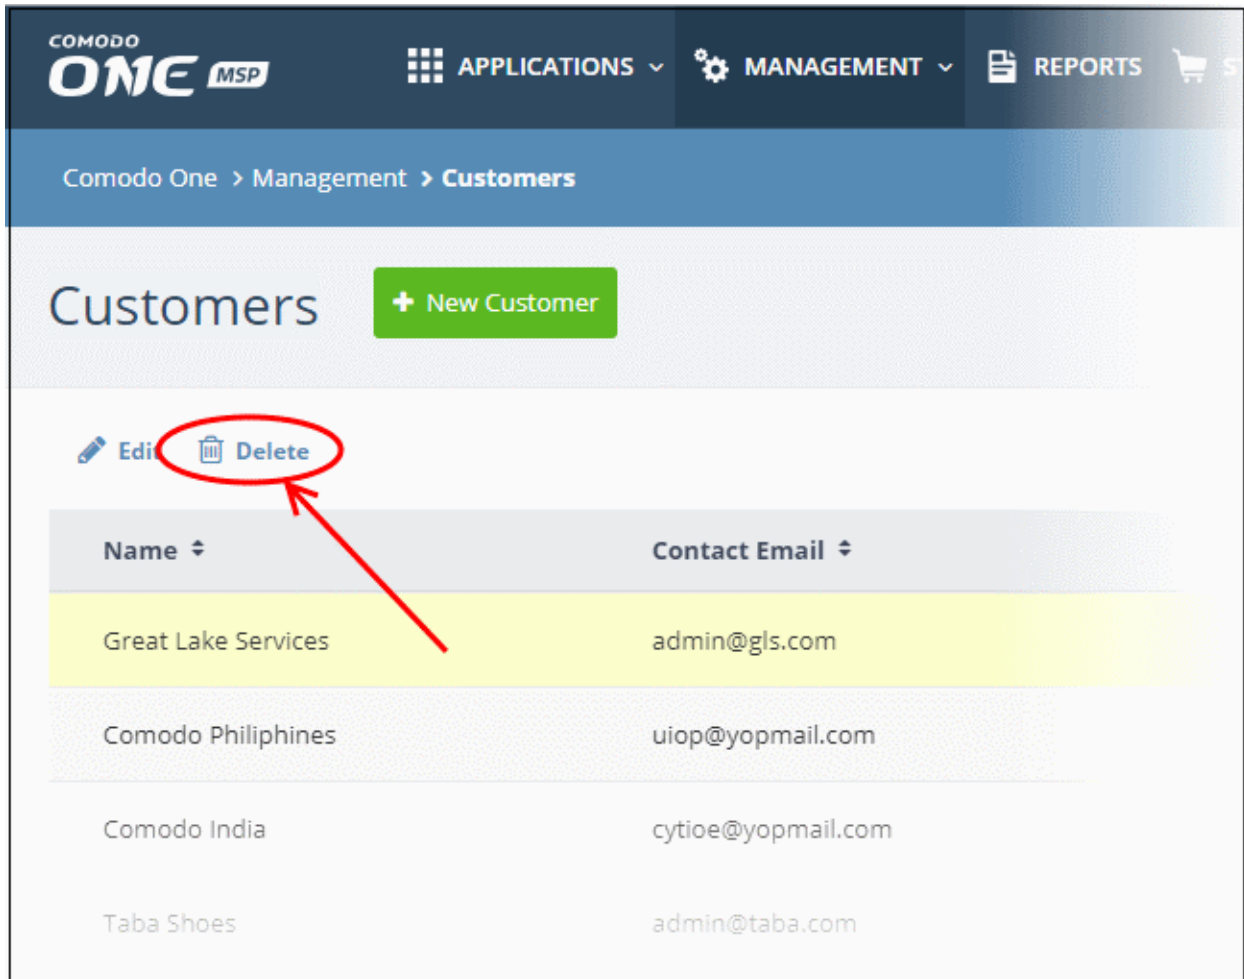 COMODO
ONE MSP
APPLICATIONS
MANAGEMENT
REPORTS
Comodo One > Management > Customers
Customers
+ New Customer
Edit
Delete
Name
Contact Email
Great Lake Services
admin@gls.com
Comodo Philiphines
uiop@yopmail.com
Comodo India
cytioe@yopmail.com
Taba Shoes
admin@taba.com